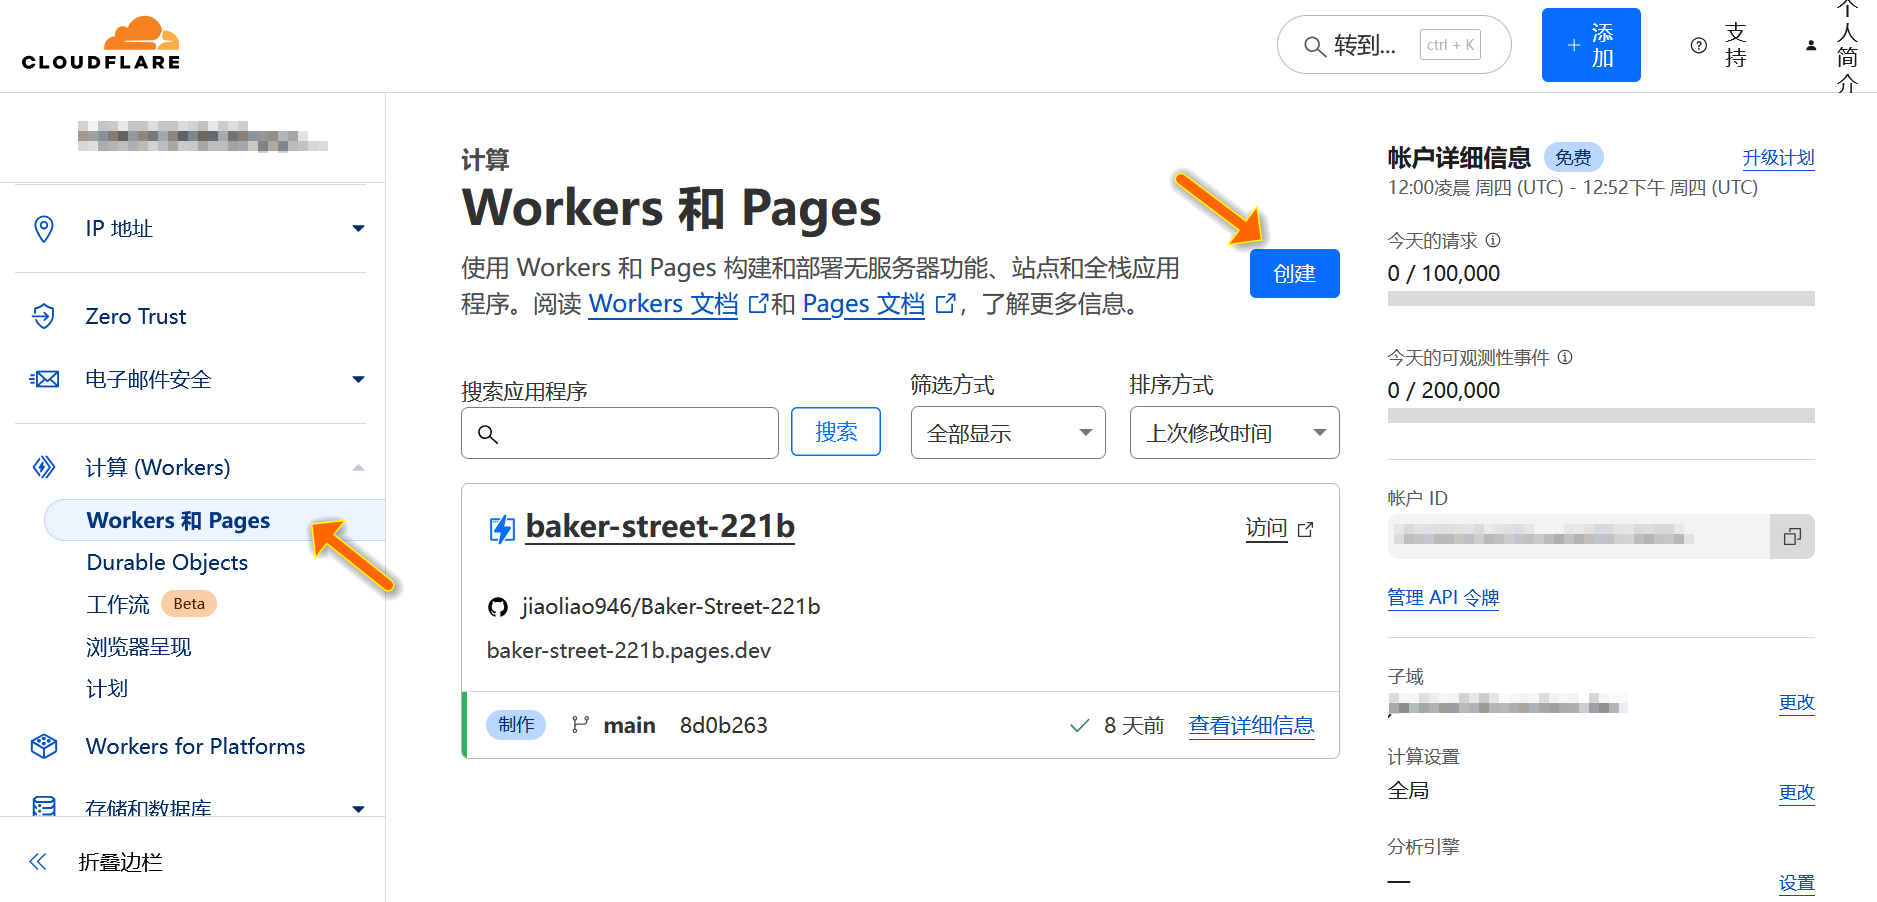 CLOUDFLARE
转到...
ctrl + K
+ 添加
支持
个人简介
IP 地址
Zero Trust
电子邮件安全
计算 (Workers)
Workers 和 Pages
Durable Objects
工作流 Beta
浏览器呈现
计划
Workers for Platforms
存储和数据库
折叠边栏
计算
Workers 和 Pages
使用 Workers 和 Pages 构建和部署无服务器功能、站点和全栈应用
程序。阅读 Workers 文档 和 Pages 文档 ，了解更多信息。
创建
搜索应用程序
搜索
筛选方式
全部显示
排序方式
上次修改时间
baker-street-221b
访问
jiaoliao946/Baker-Street-221b
baker-street-221b.pages.dev
制作 main 8d0b263
8 天前 查看详细信息
帐户详细信息 免费 升级计划
12:00凌晨 周四 (UTC) - 12:52下午 周四 (UTC)
今天的请求
0 / 100,000
今天的可观测性事件
0 / 200,000
帐户 ID
管理 API 令牌
子域
更改
计算设置
全局
更改
分析引擎
—
设置